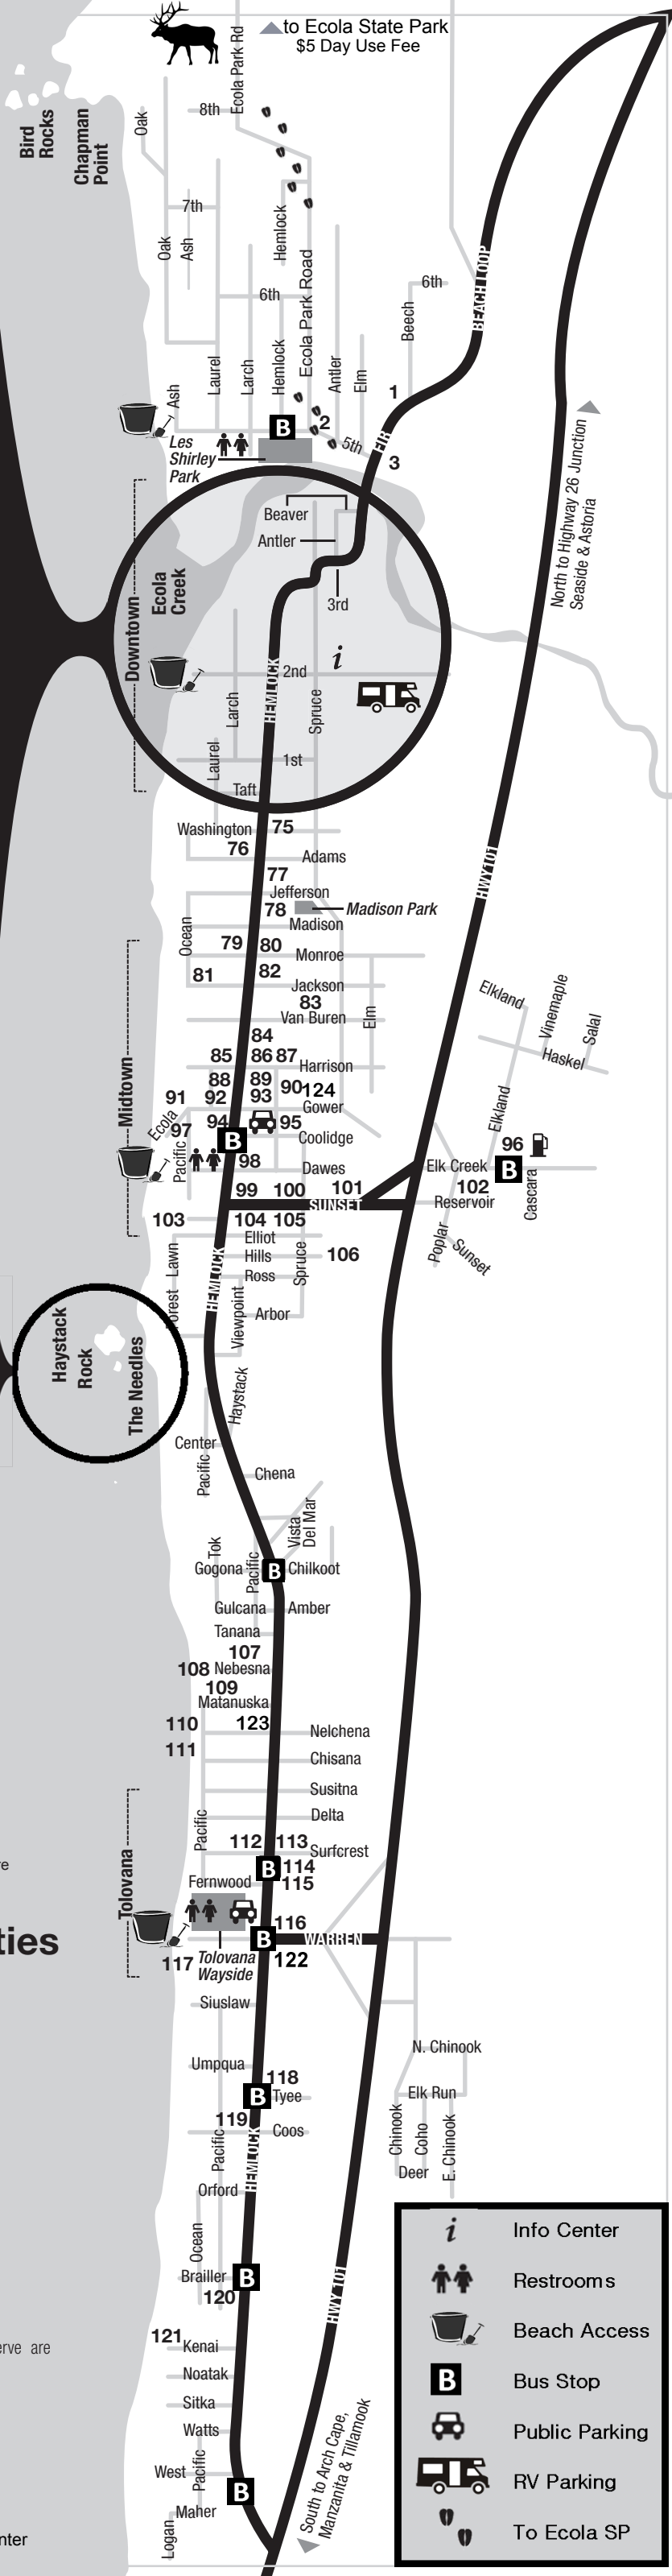 to Ecola State Park
$5 Day Use Fee
Ecola Park Rd
8th
Oak
Bird
Rocks
Chapman
Point
7th
Oak
Ash
Hemlock
Ecola Park Road
6th
6th
Beech
BEACH LOOP
Ash
Laurel
Larch
Hemlock
Antler
Elm
1
2
B
5th
FIR
3
Les
Shirley
Park
North to Highway 26 Junction
Seaside & Astoria
Beaver
Antler
3rd
Downtown
Ecola
Creek
i
2nd
HEMLOCK
Larch
Spruce
Laurel
1st
Taft
Washington
75
76
Adams
HWY101
77
Jefferson
78
Madison Park
Madison
Ocean
79
80
Monroe
81
82
Jackson
83
Van Buren
Elm
84
85
86
87
Harrison
88
89
90
124
91
92
93
Gower
Midtown
Ecola
97
94
95
B
Coolidge
Pacific
98
Dawes
Elkland
Vinemaple
Salal
Haskel
Elkland
96
Elk Creek
B
102
Cascara
Reservoir
Poplar
Sunset
99
100
101
SUNSET
103
104
105
Elliot
Hills
106
Ross
Spruce
Lawn
Forest
HEMLOCK
Viewpoint
Arbor
Haystack
Rock
The Needles
Haystack
Center
Pacific
Chena
Vista
Del Mar
Tok
Gogona
Pacific
B
Chilkoot
Gulcana
Amber
Tanana
107
108
Nebesna
109
Matanuska
110
123
Nelchena
111
Chisana
Susitna
Delta
Pacific
112
113
Surfcrest
B
114
Fernwood
115
Tolovana
116
B
WARREN
117
Tolovana
Wayside
122
Siuslaw
Umpqua
118
B
Tyee
119
Coos
Pacific
HEMLOCK
Orford
Ocean
Brailler
B
120
121
Kenai
Noatak
Sitka
Watts
West
Pacific
B
Maher
Logan
N. Chinook
Elk Run
Chinook
Coho
E. Chinook
Deer
HWY 101
South to Arch Cape,
Manzanita & Tillamook
re
ties
erve are
nter
i Info Center
Restrooms
Beach Access
B Bus Stop
Public Parking
RV Parking
To Ecola SP